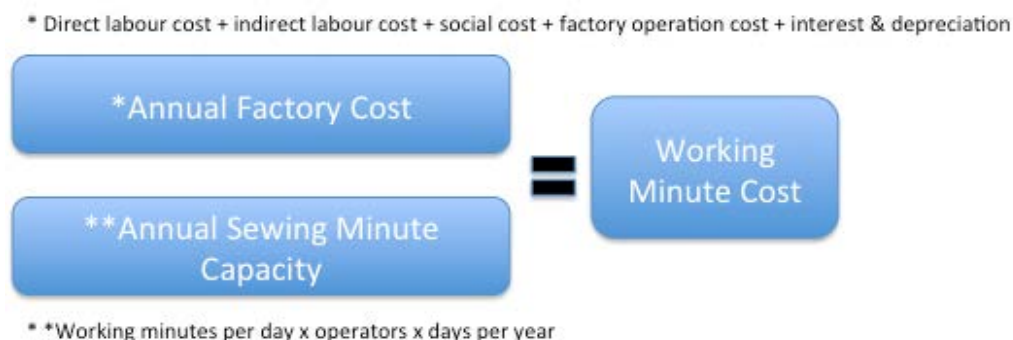 * Direct labour cost + indirect labour cost + social cost + factory operation cost + interest & depreciation
*Annual Factory Cost
=
Working
Minute Cost
**Annual Sewing Minute
Capacity
* *Working minutes per day x operators x days per year